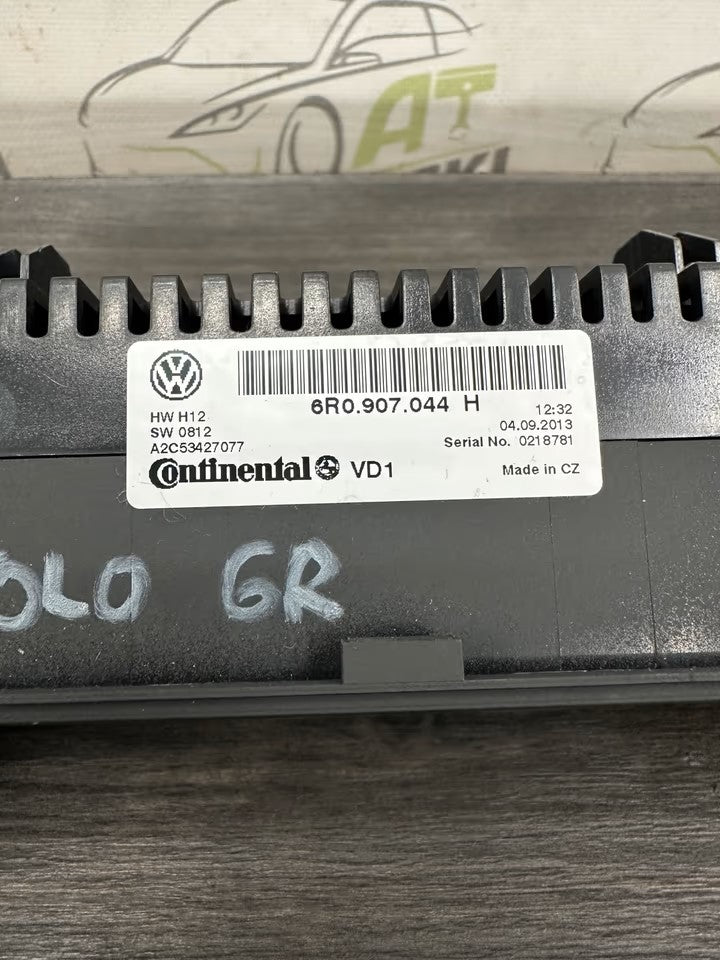 AT
6R0.907.044 H
HW H12
12:32
SW 0812
04.09.2013
A2C53427077
Serial No. 0218781
Continental VD1
Made in CZ
OLO 6R